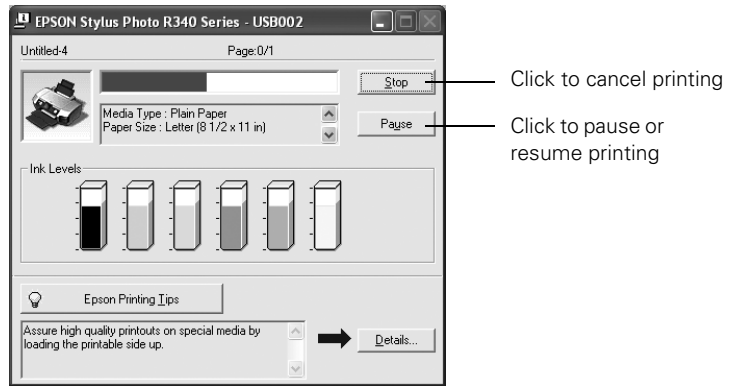 EPSON Stylus Photo R340 Series - USB002
Untitled-4 Page:0/1
Stop
Click to cancel printing
Media Type : Plain Paper
Paper Size : Letter (8 1/2 x 11 in)
Pause
Click to pause or
resume printing
Ink Levels
Epson Printing Tips
Assure high quality printouts on special media by
loading the printable side up.
Details...